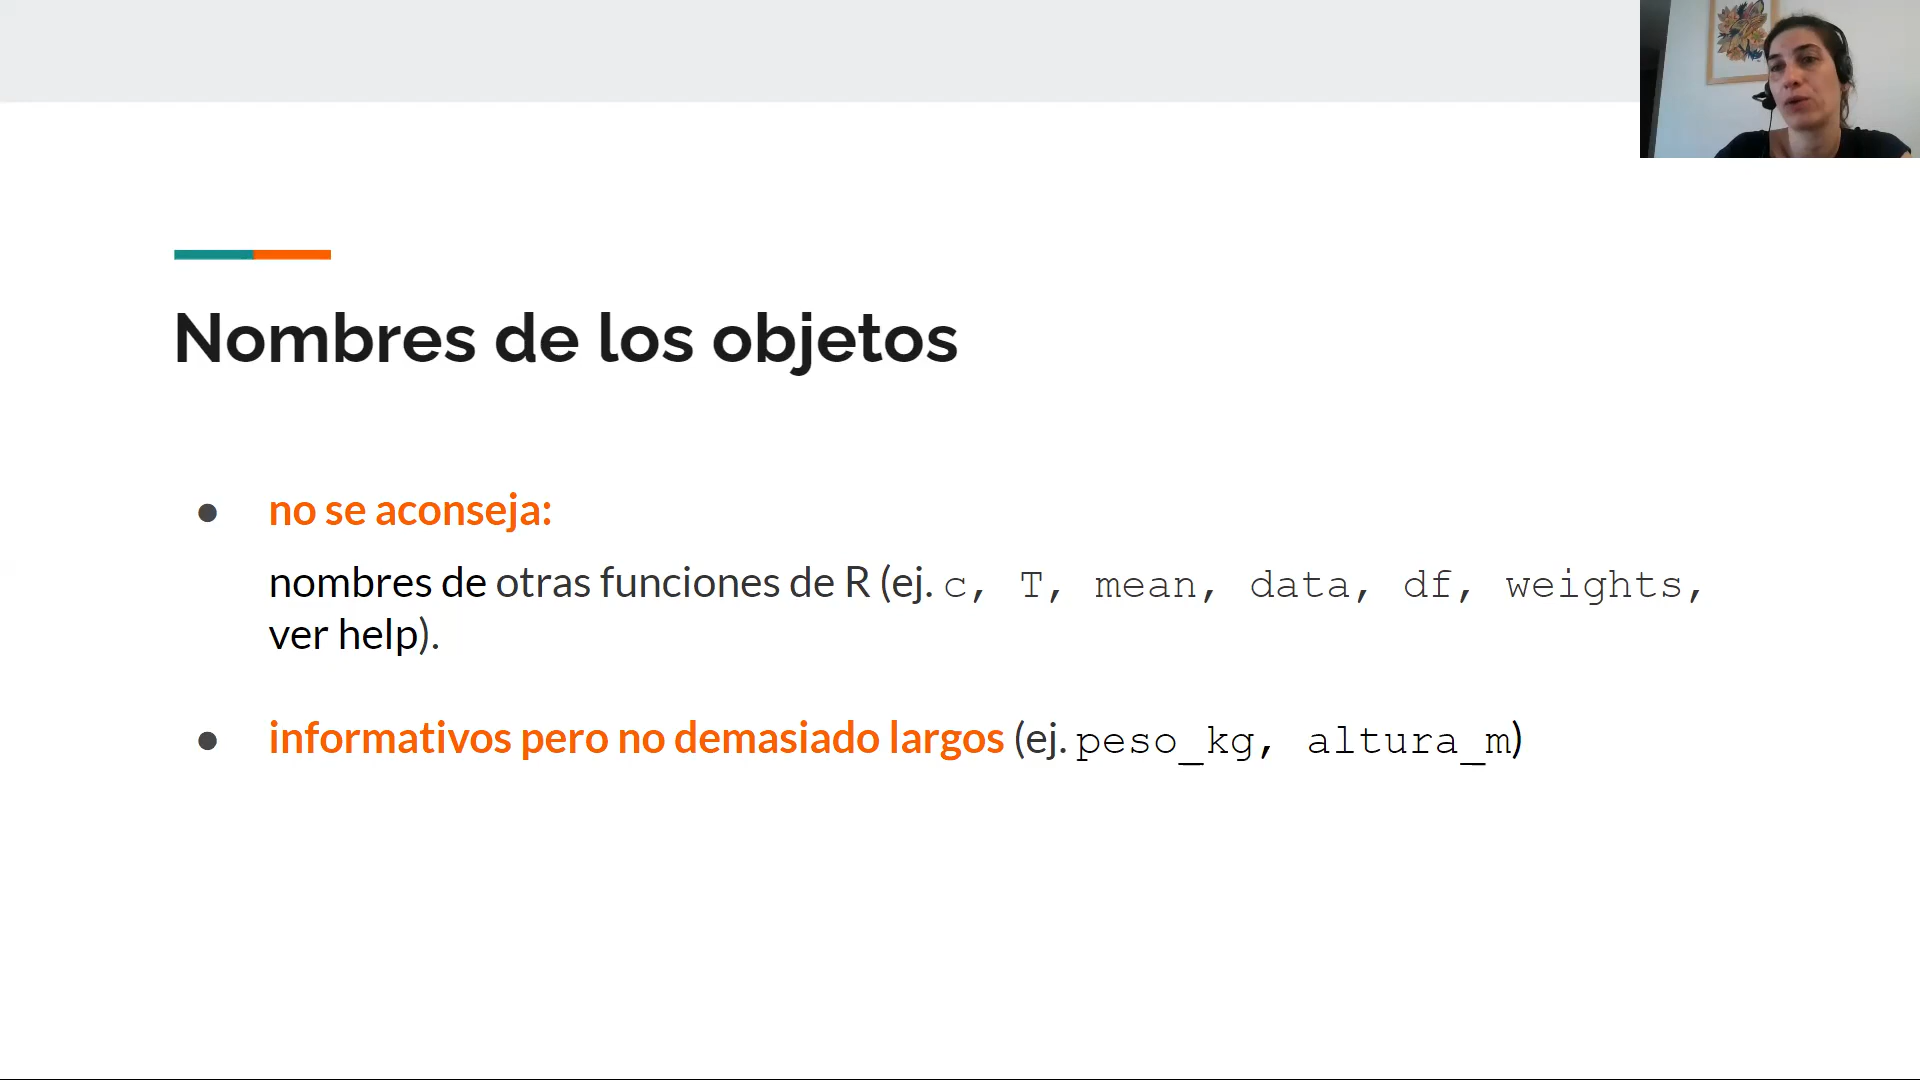 Nombres de los objetos
● no se aconseja:
nombres de otras funciones de R (ej. c, T, mean, data, df, weights,
ver help).
● informativos pero no demasiado largos (ej. peso_kg, altura_m)